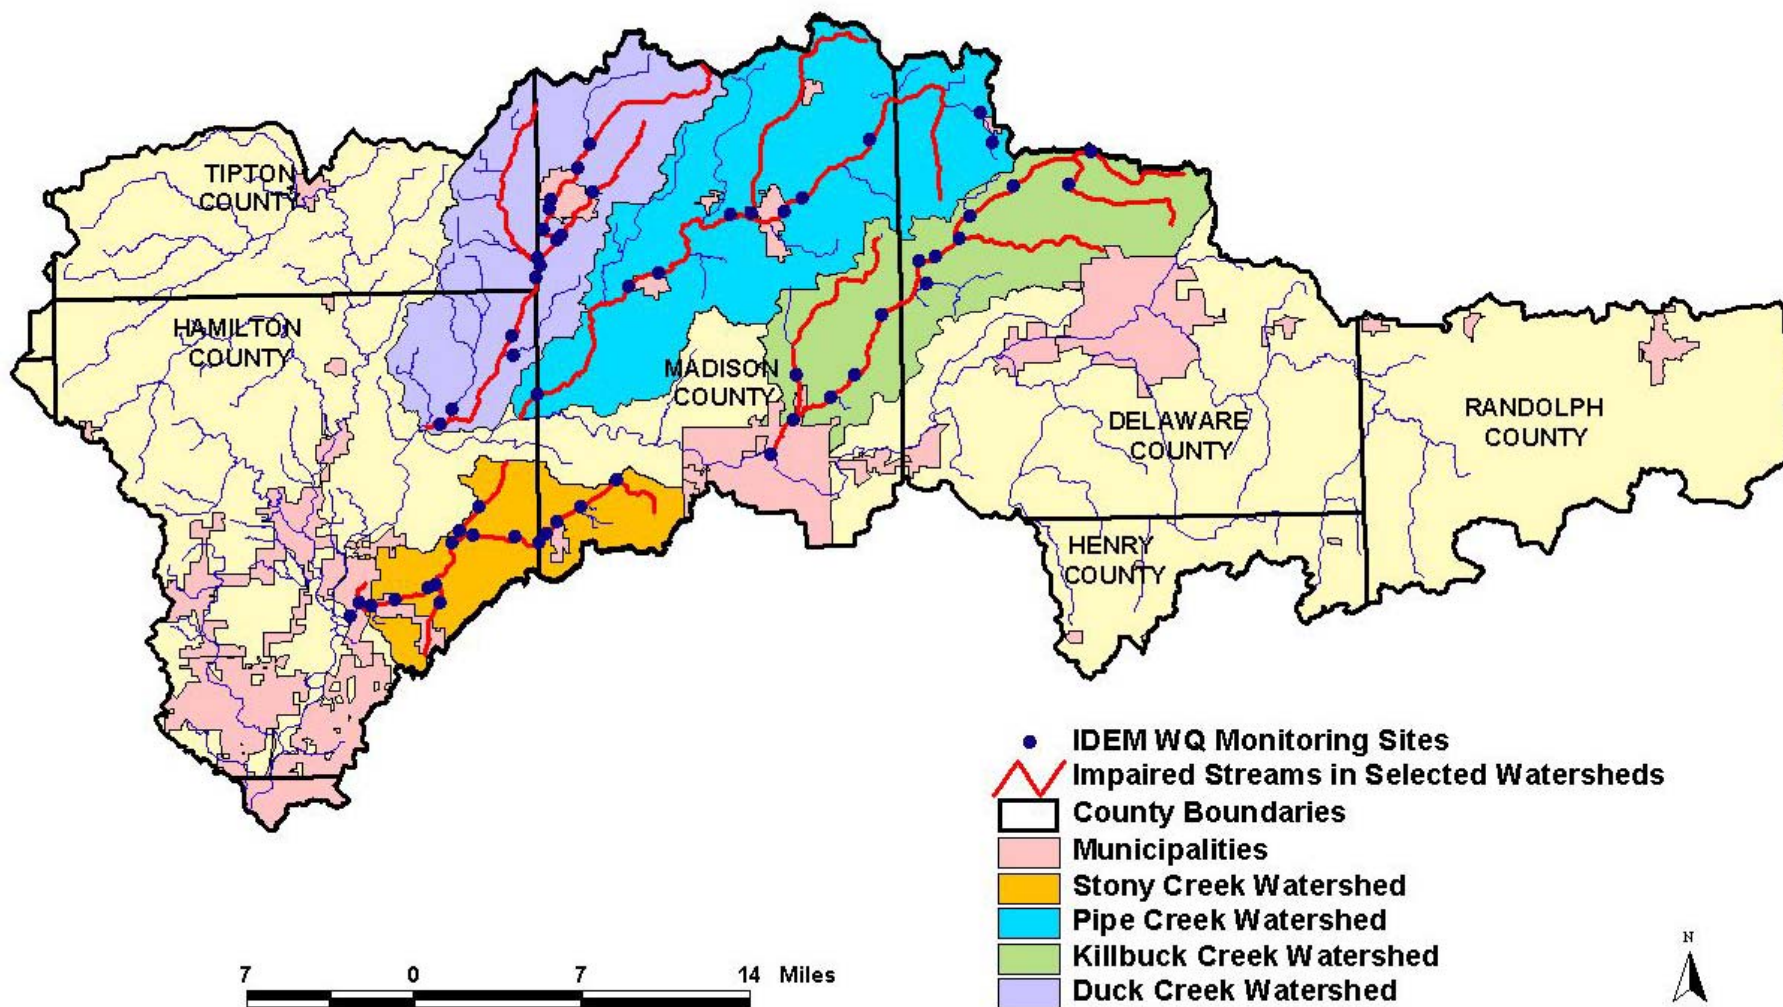 TIPTON
COUNTY
HAMILTON
COUNTY
MADISON
COUNTY
DELAWARE
COUNTY
RANDOLPH
COUNTY
HENRY
COUNTY
IDEM WQ Monitoring Sites
Impaired Streams in Selected Watersheds
County Boundaries
Municipalities
Stony Creek Watershed
Pipe Creek Watershed
Killbuck Creek Watershed
Duck Creek Watershed
7 0 7 14 Miles
N